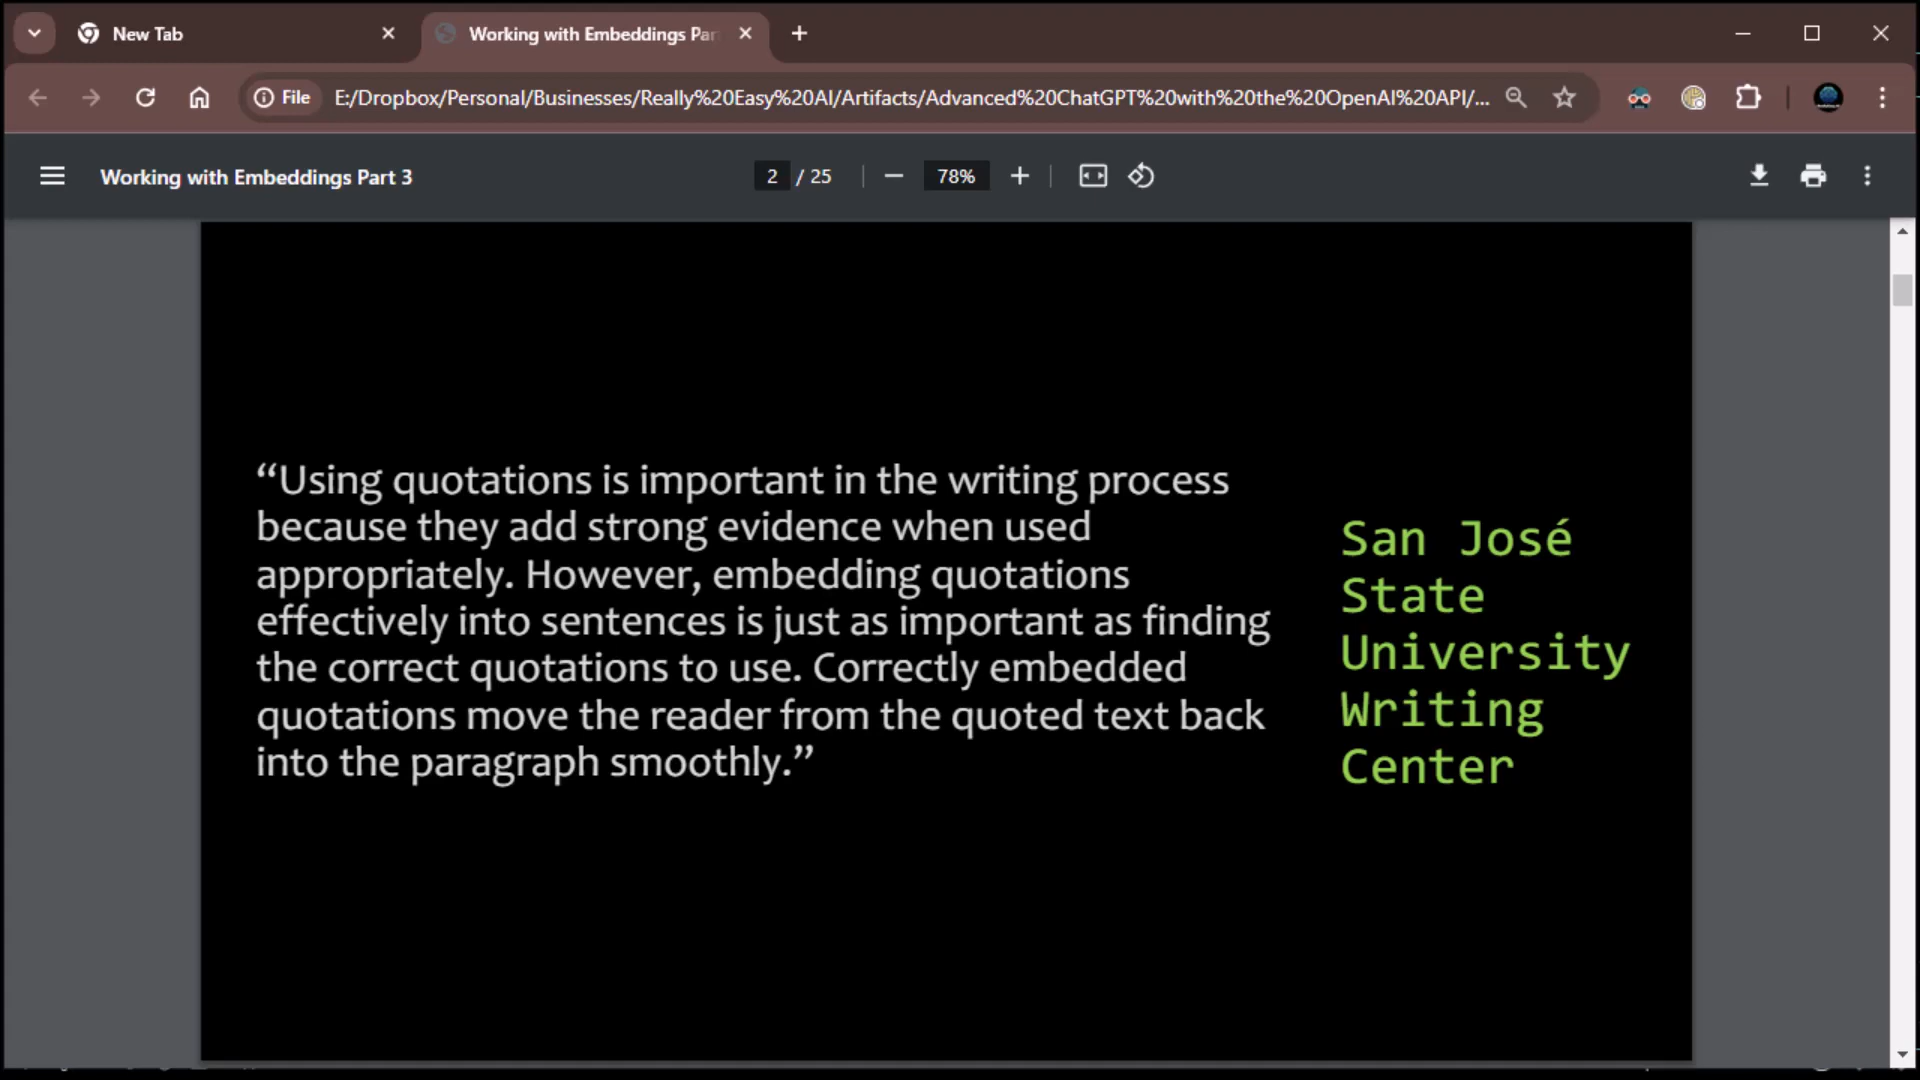 New Tab
Working with Embeddings Par
File
E:/Dropbox/Personal/Businesses/Really%20Easy%20AI/Artifacts/Advanced%20ChatGPT%20with%20the%20OpenAI%20API/...
Working with Embeddings Part 3
2 / 25
78%
“Using quotations is important in the writing process
because they add strong evidence when used
appropriately. However, embedding quotations
effectively into sentences is just as important as finding
the correct quotations to use. Correctly embedded
quotations move the reader from the quoted text back
into the paragraph smoothly.”
San José
State
University
Writing
Center